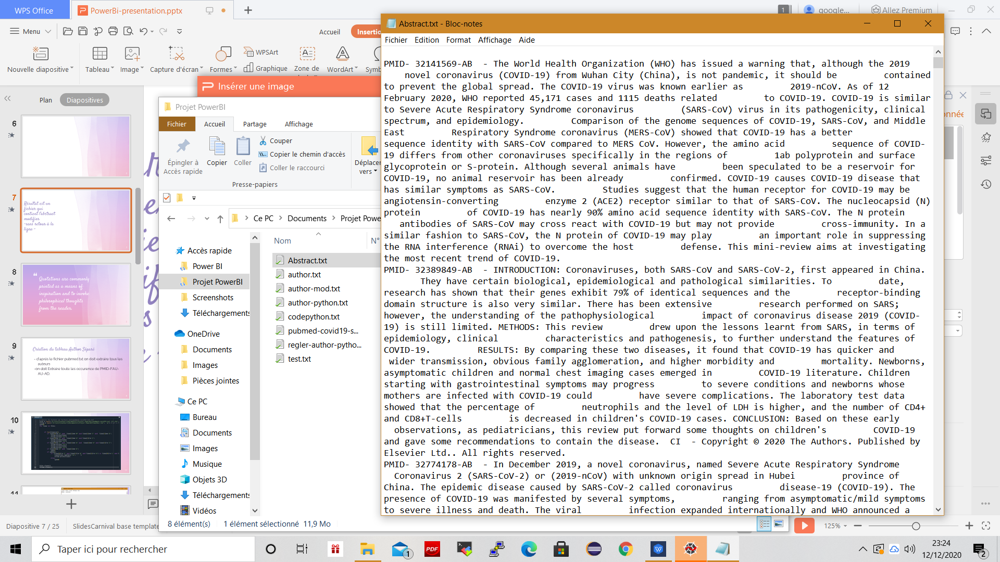 WPS Office
PowerBi-presentation.pptx
1
google...
Allez Premium
Menu
Accueil
Insertio
Nouvelle diapositive
Tableau
Image
Capture d'écran
Formes
WPSArt
Graphique
Zone de
WordArt
Symb
Plan
Diapositives
6
7
Résultat est un
fichier qui
contient l'abstract
modifier
-sans retour à la
ligne -
8
“ Quotations are commonly
printed as a means of
inspiration and to invoke
philosophical thoughts
from the reader.
9
Création du tableau Author Séparé
- d'apres le fichier pubmed.txt on doit extraire tous les
auteurs
-on doit Extraire toute les occurence de PMID-FAU-
AU-AD.
10
11
Diapositive 7 / 25
SlidesCarnival base template
125%
Insérer une image
onnée
Projet PowerBI
Fichier
Accueil
Partage
Affichage
Épingler à
Accès rapide
Copier
Coller
Couper
Copier le chemin d'accès
Coller le raccourci
Déplacer
vers
Presse-papiers
Ce PC
Documents
Projet Powe
Nom
N°
Accès rapide
Power BI
Projet PowerBI
Screenshots
Téléchargements
OneDrive
Documents
Images
Pièces jointes
Ce PC
Bureau
Documents
Images
Musique
Objets 3D
Téléchargements
Vidéos
Abstract.txt
author.txt
author-mod.txt
author-python.txt
codepython.txt
pubmed-covid19-s...
regler-author-pytho...
test.txt
8 élément(s)
1 élément sélectionné 11,9 Mo
Abstract.txt - Bloc-notes
Fichier Edition Format Affichage Aide
PMID- 32141569-AB  - The World Health Organization (WHO) has issued a warning that, although the 2019
novel coronavirus (COVID-19) from Wuhan City (China), is not pandemic, it should be         contained
to prevent the global spread. The COVID-19 virus was known earlier as         2019-nCoV. As of 12
February 2020, WHO reported 45,171 cases and 1115 deaths related         to COVID-19. COVID-19 is similar
to Severe Acute Respiratory Syndrome coronavirus         (SARS-CoV) virus in its pathogenicity, clinical
spectrum, and epidemiology.         Comparison of the genome sequences of COVID-19, SARS-CoV, and Middle
East         Respiratory Syndrome coronavirus (MERS-CoV) showed that COVID-19 has a better
sequence identity with SARS-CoV compared to MERS CoV. However, the amino acid         sequence of COVID-
19 differs from other coronaviruses specifically in the regions of         1ab polyprotein and surface
glycoprotein or S-protein. Although several animals have         been speculated to be a reservoir for
COVID-19, no animal reservoir has been already         confirmed. COVID-19 causes COVID-19 disease that
has similar symptoms as SARS-CoV.         Studies suggest that the human receptor for COVID-19 may be
angiotensin-converting         enzyme 2 (ACE2) receptor similar to that of SARS-CoV. The nucleocapsid (N)
protein         of COVID-19 has nearly 90% amino acid sequence identity with SARS-CoV. The N protein
antibodies of SARS-CoV may cross react with COVID-19 but may not provide         cross-immunity. In a
similar fashion to SARS-CoV, the N protein of COVID-19 may play         an important role in suppressing
the RNA interference (RNAi) to overcome the host         defense. This mini-review aims at investigating
the most recent trend of COVID-19.
PMID- 32389849-AB  - INTRODUCTION: Coronaviruses, both SARS-CoV and SARS-CoV-2, first appeared in China.
They have certain biological, epidemiological and pathological similarities. To         date,
research has shown that their genes exhibit 79% of identical sequences and the         receptor-binding
domain structure is also very similar. There has been extensive         research performed on SARS;
however, the understanding of the pathophysiological         impact of coronavirus disease 2019 (COVID-
19) is still limited. METHODS: This review         drew upon the lessons learnt from SARS, in terms of
epidemiology, clinical         characteristics and pathogenesis, to further understand the features of
COVID-19.         RESULTS: By comparing these two diseases, it found that COVID-19 has quicker and
wider transmission, obvious family agglomeration, and higher morbidity and         mortality. Newborns,
asymptomatic children and normal chest imaging cases emerged in         COVID-19 literature. Children
starting with gastrointestinal symptoms may progress         to severe conditions and newborns whose
mothers are infected with COVID-19 could         have severe complications. The laboratory test data
showed that the percentage of         neutrophils and the level of LDH is higher, and the number of CD4+
and CD8+T-cells         is decreased in children's COVID-19 cases. CONCLUSION: Based on these early
observations, as pediatricians, this review put forward some thoughts on children's         COVID-19
and gave some recommendations to contain the disease.  CI  - Copyright © 2020 The Authors. Published by
Elsevier Ltd.. All rights reserved.
PMID- 32774178-AB  - In December 2019, a novel coronavirus, named Severe Acute Respiratory Syndrome
Coronavirus 2 (SARS-CoV-2) or (2019-nCoV) with unknown origin spread in Hubei         province of
China. The epidemic disease caused by SARS-CoV-2 called coronavirus         disease-19 (COVID-19). The
presence of COVID-19 was manifested by several symptoms,         ranging from asymptomatic/mild symptoms
to severe illness and death. The viral         infection expanded internationally and WHO announced a
Taper ici pour rechercher
1
PDF
23:24
12/12/2020
2